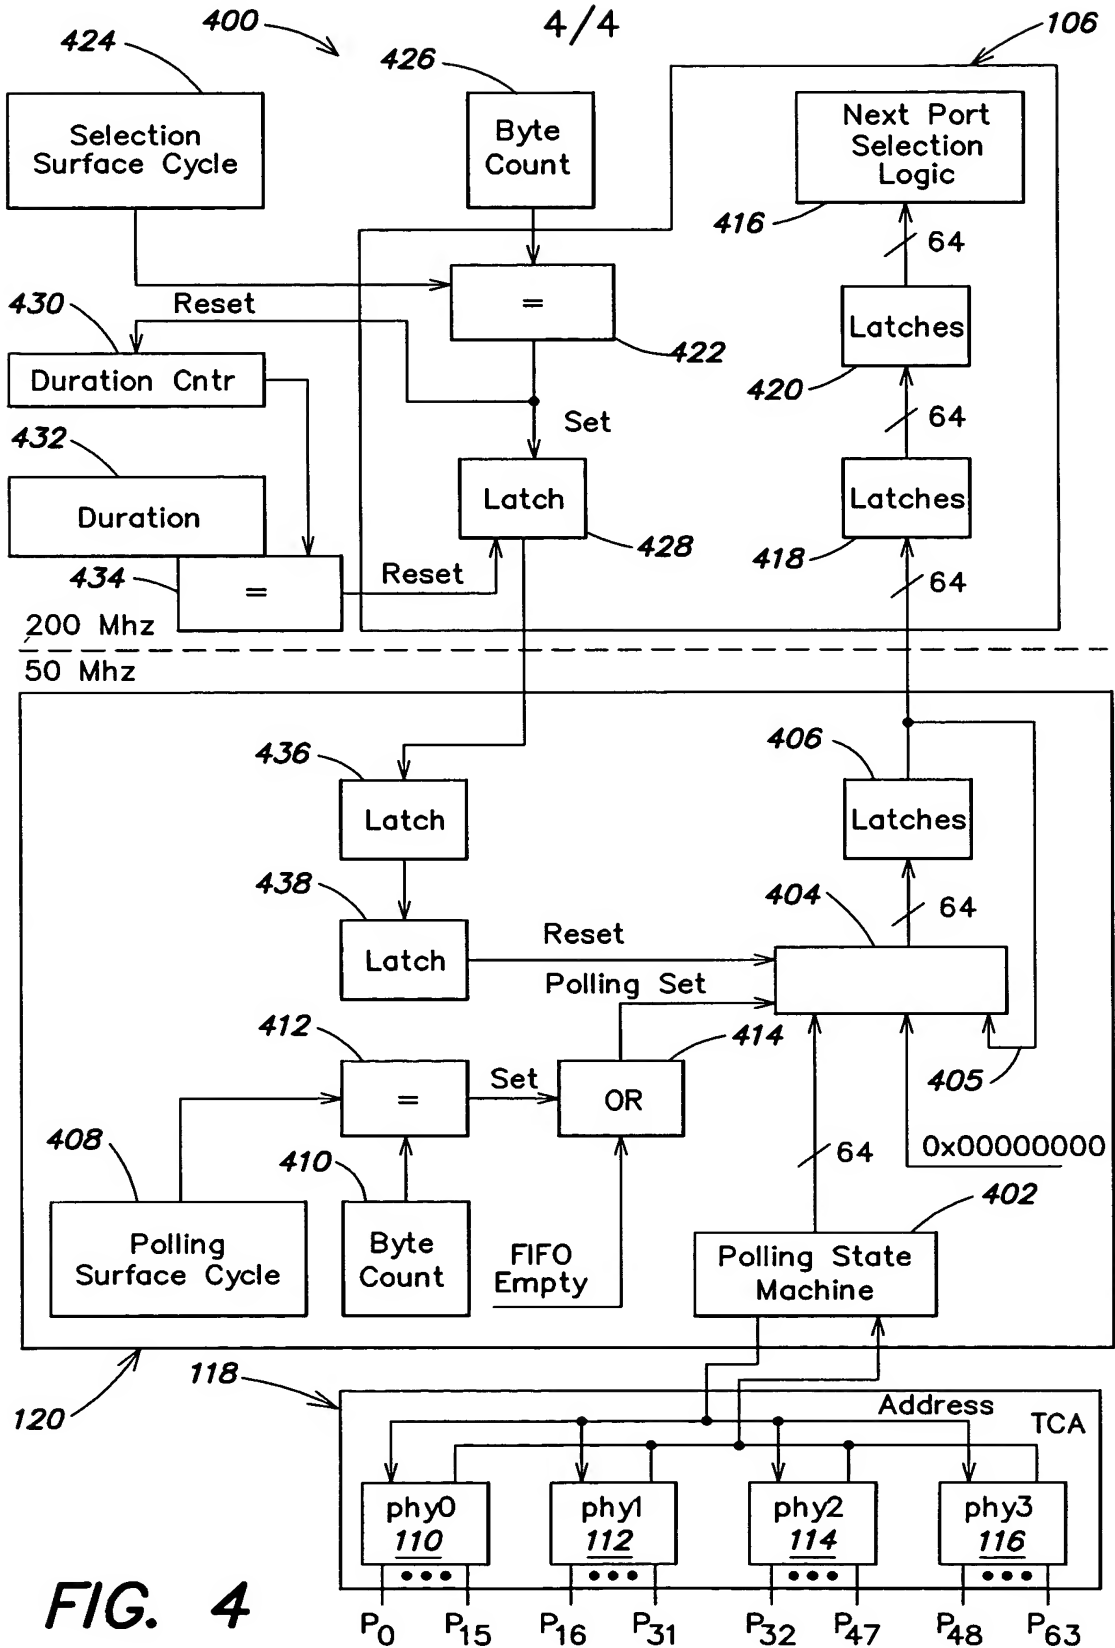 400
4/4
106
424
426
Selection
Surface Cycle
Byte
Count
Next Port
Selection
Logic
416
64
430
Reset
=
422
Latches
420
Duration Cntr
64
Set
432
Duration
Latch
428
Latches
418
434
=
Reset
64
200 Mhz
50 Mhz
436
Latch
406
Latches
438
Latch
404
64
Reset
Polling Set
412
=
Set
414
OR
405
408
410
64
0x00000000
402
Polling
Surface Cycle
Byte
Count
FIFO
Empty
Polling State
Machine
118
120
Address
TCA
phy0
110
phy1
112
phy2
114
phy3
116
P0 P15 P16 P31 P32 P47 P48 P63
FIG. 4